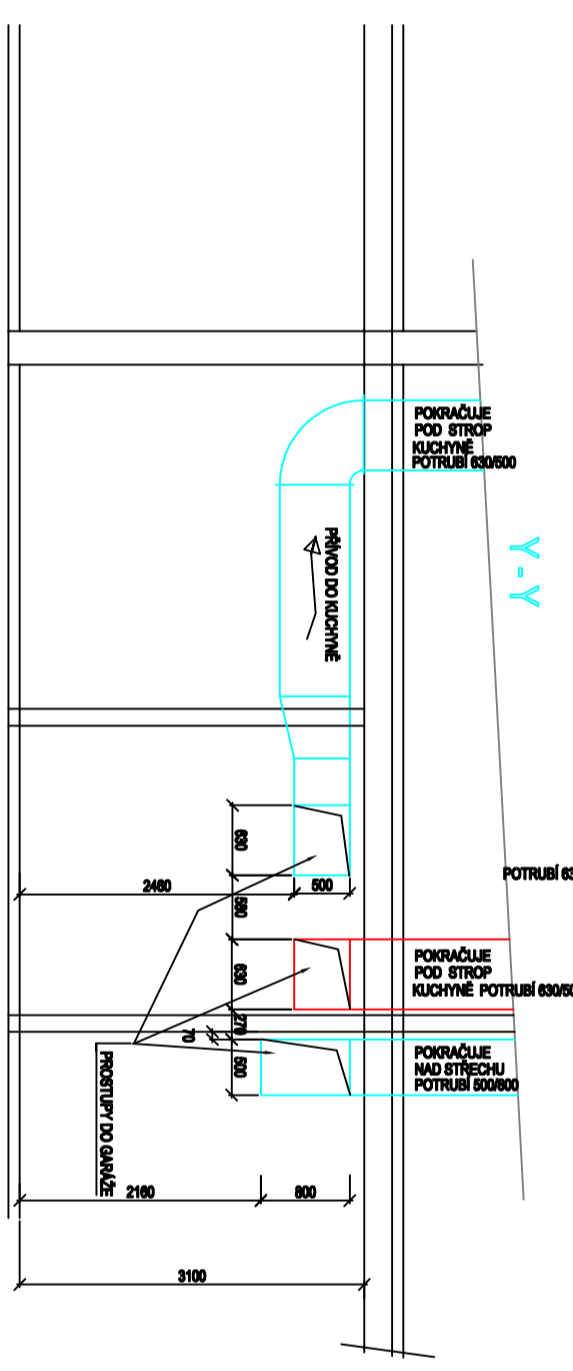 POKRAČUJE
POD STROP
KUCHYNĚ
POTRUBÍ 630/500
Y - Y
PŘÍVOD DO KUCHYNĚ
630
2460
500
580
POTRUBÍ 63
POKRAČUJE
POD STROP
KUCHYNĚ POTRUBÍ 630/50
630
270
70
500
POKRAČUJE
NAD STŘECHU
POTRUBÍ 500/800
PROSTUPY DO GARÁŽE
2160
800
3100